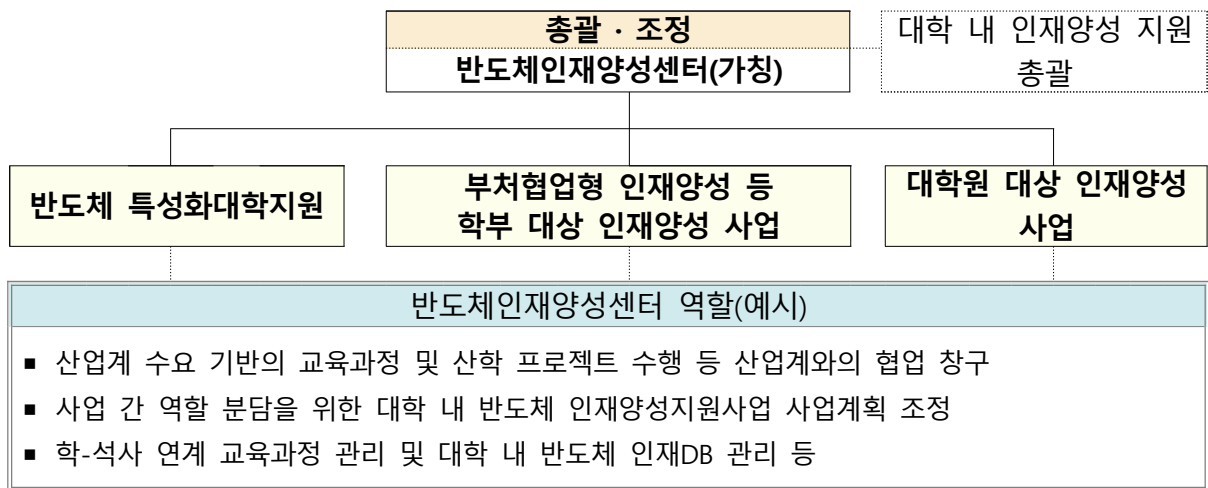 총괄 · 조정
반도체인재양성센터(가칭)
대학 내 인재양성 지원
총괄
반도체 특성화대학지원
부처협업형 인재양성 등
학부 대상 인재양성 사업
대학원 대상 인재양성
사업
반도체인재양성센터 역할(예시)
▪ 산업계 수요 기반의 교육과정 및 산학 프로젝트 수행 등 산업계와의 협업 창구
▪ 사업 간 역할 분담을 위한 대학 내 반도체 인재양성지원사업 사업계획 조정
▪ 학-석사 연계 교육과정 관리 및 대학 내 반도체 인재DB 관리 등